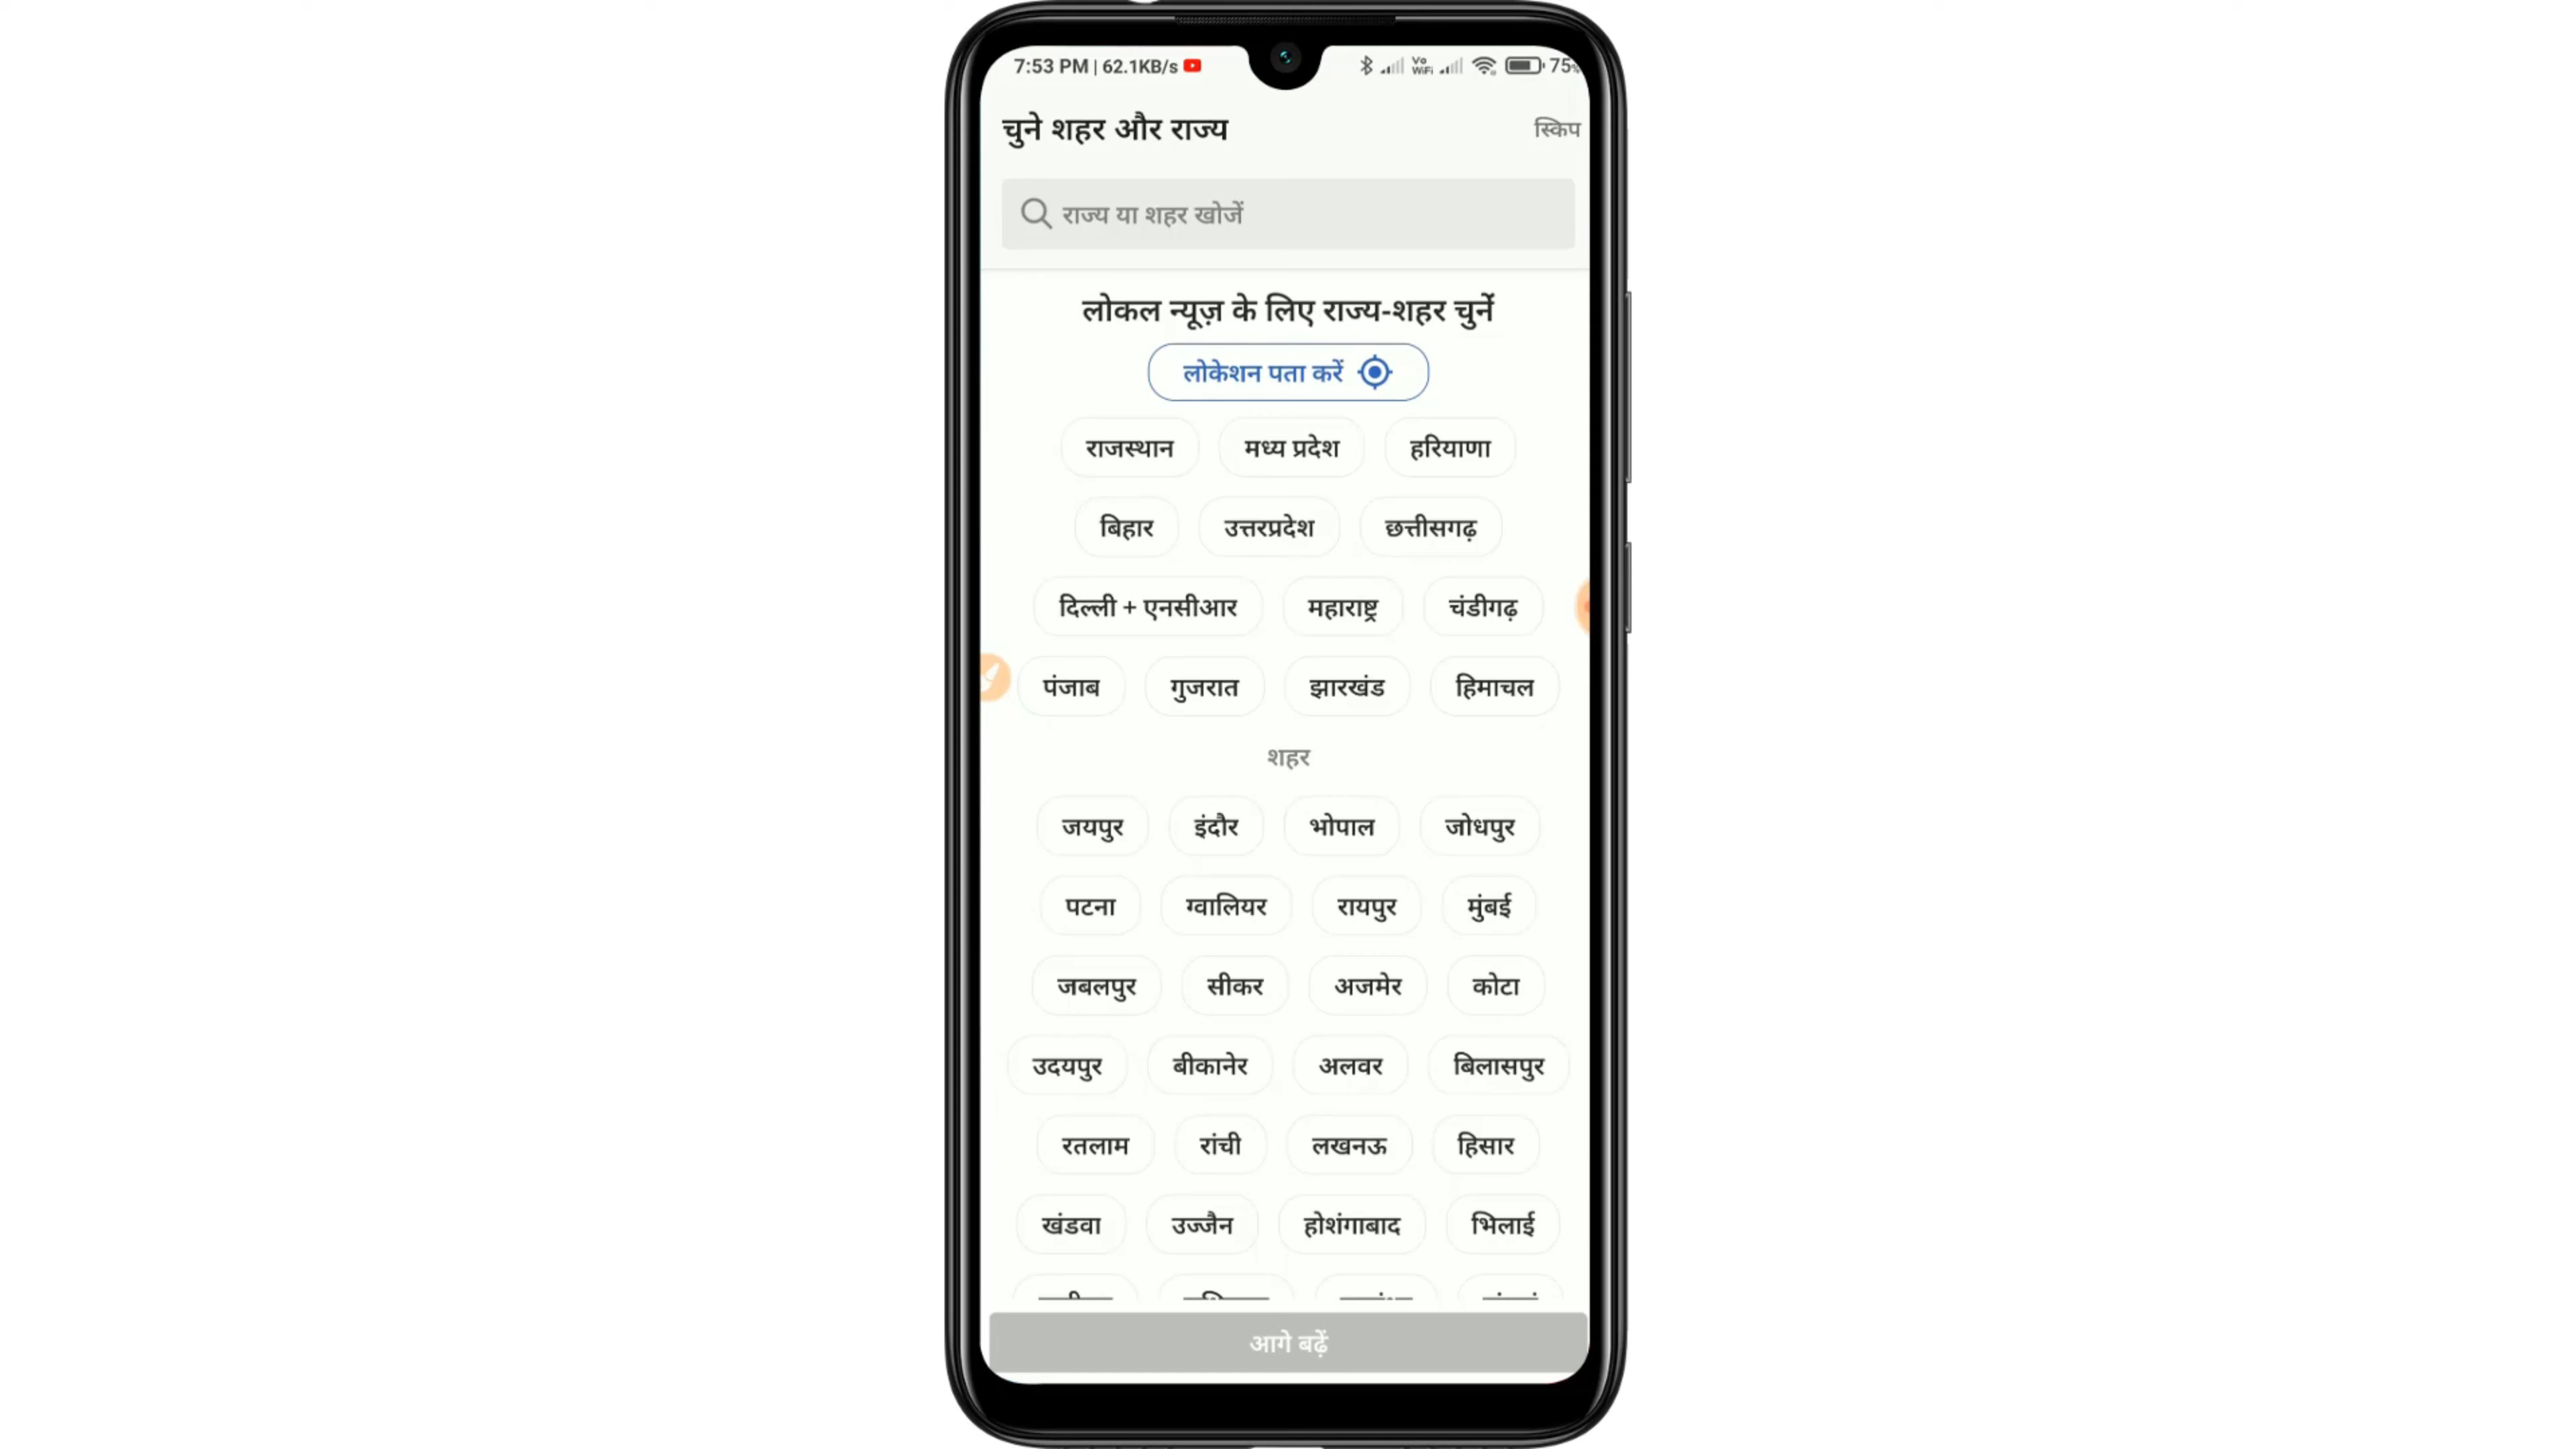 7:53 PM | 62.1KB/s Vo WiFi 75%
चुने शहर और राज्य स्किप
राज्य या शहर खोजें
लोकल न्यूज़ के लिए राज्य-शहर चुनें
लोकेशन पता करें
राजस्थान मध्य प्रदेश हरियाणा
बिहार उत्तरप्रदेश छत्तीसगढ़
दिल्ली + एनसीआर महाराष्ट्र चंडीगढ़
पंजाब गुजरात झारखंड हिमाचल
शहर
जयपुर इंदौर भोपाल जोधपुर
पटना ग्वालियर रायपुर मुंबई
जबलपुर सीकर अजमेर कोटा
उदयपुर बीकानेर अलवर बिलासपुर
रतलाम रांची लखनऊ हिसार
खंडवा उज्जैन होशंगाबाद भिलाई
आगे बढ़ें